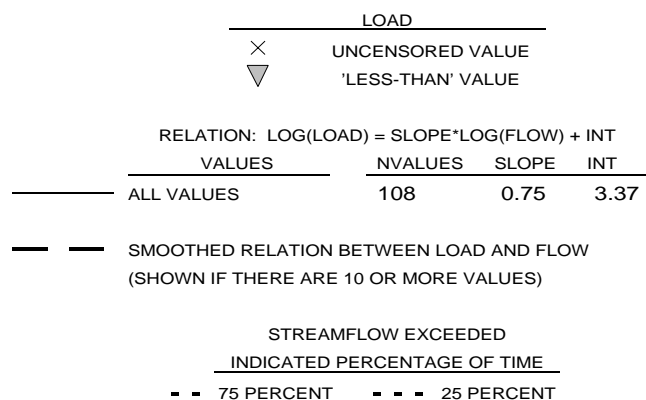 LOAD
UNCENSORED VALUE
'LESS-THAN' VALUE
RELATION: LOG(LOAD) = SLOPE*LOG(FLOW) + INT
VALUES NVALUES SLOPE INT
ALL VALUES 108 0.75 3.37
SMOOTHED RELATION BETWEEN LOAD AND FLOW
(SHOWN IF THERE ARE 10 OR MORE VALUES)
STREAMFLOW EXCEEDED
INDICATED PERCENTAGE OF TIME
75 PERCENT 25 PERCENT